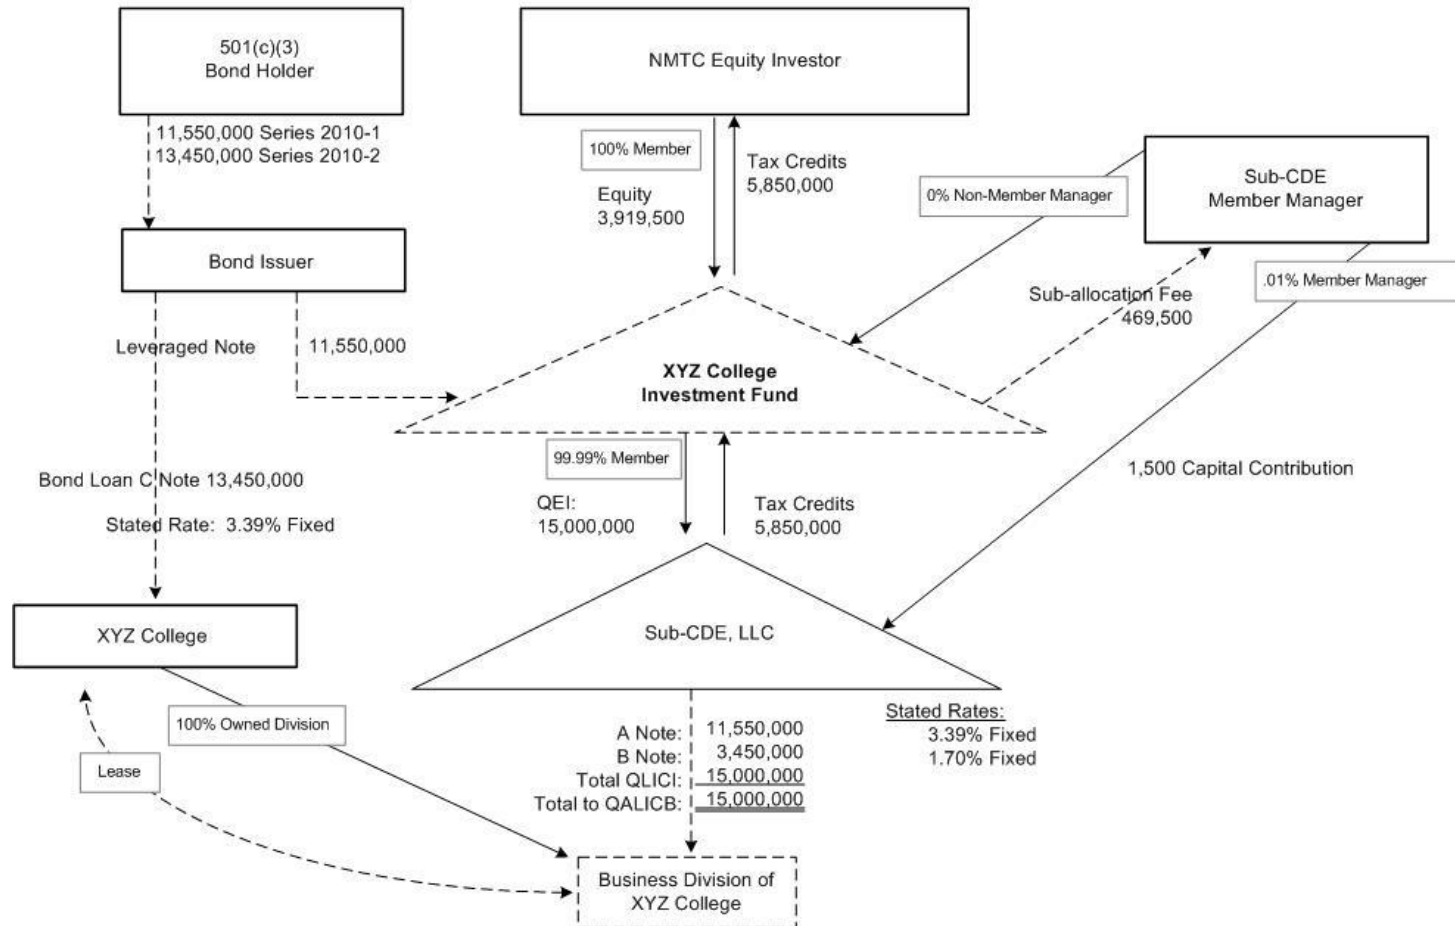 501(c)(3)
Bond Holder
NMTC Equity Investor
11,550,000 Series 2010-1
13,450,000 Series 2010-2
100% Member
Tax Credits
5,850,000
Equity
3,919,500
0% Non-Member Manager
Sub-CDE
Member Manager
Bond Issuer
.01% Member Manager
Sub-allocation Fee
469,500
Leveraged Note
11,550,000
XYZ College
Investment Fund
99.99% Member
1,500 Capital Contribution
Bond Loan C Note 13,450,000
Stated Rate: 3.39% Fixed
QEI:
15,000,000
Tax Credits
5,850,000
XYZ College
Sub-CDE, LLC
100% Owned Division
Lease
A Note: 11,550,000
B Note: 3,450,000
Total QLICI: 15,000,000
Total to QALICB: 15,000,000
Stated Rates:
3.39% Fixed
1.70% Fixed
Business Division of
XYZ College